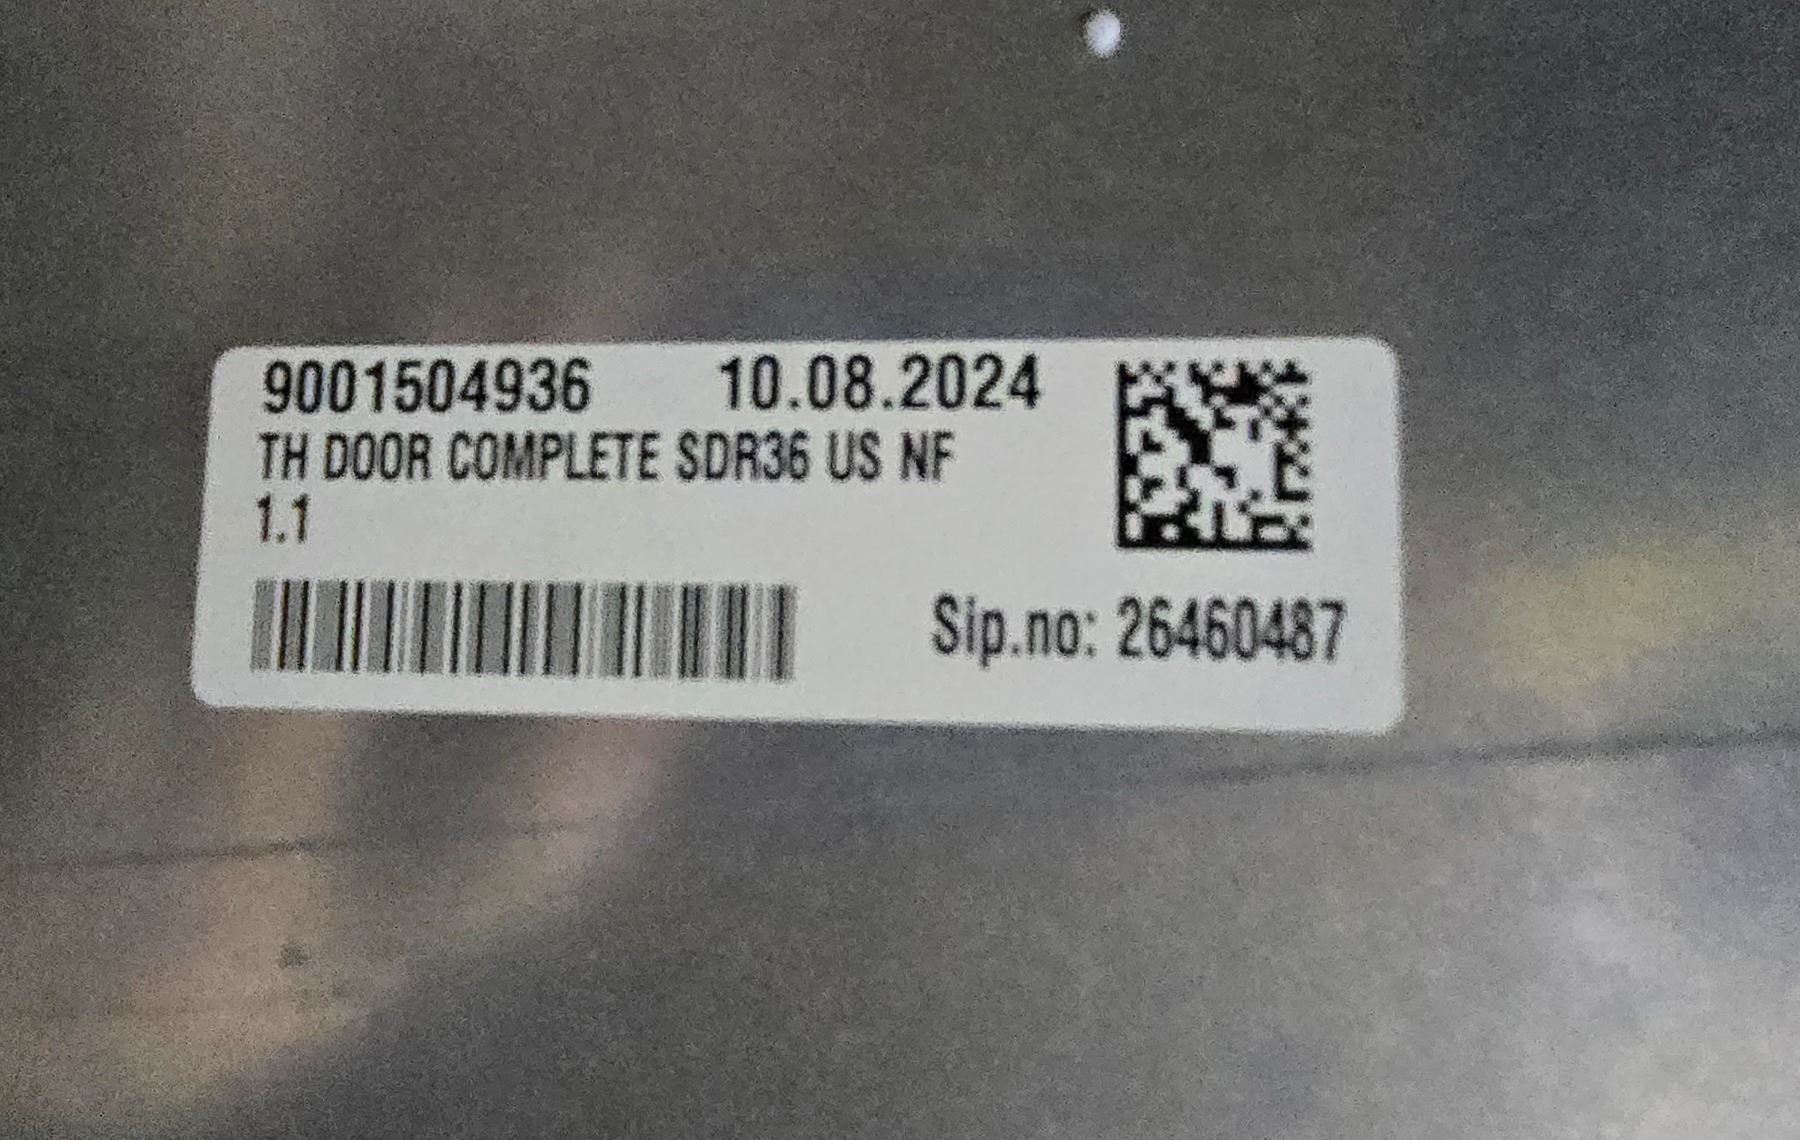 9001504936 10.08.2024
TH DOOR COMPLETE SDR36 US NF
1.1
Sip.no: 26460487